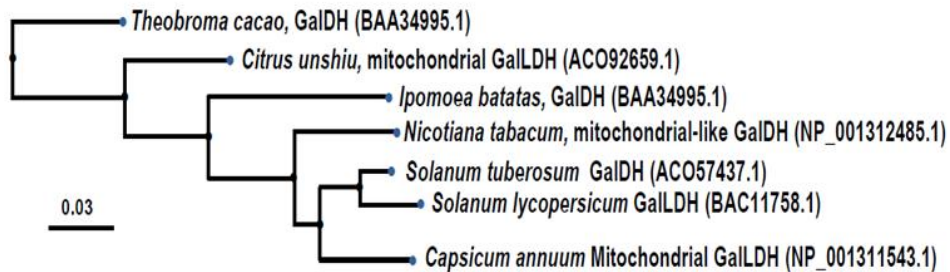 Theobroma cacao, GalDH (BAA34995.1)
Citrus unshiu, mitochondrial GalLDH (ACO92659.1)
Ipomoea batatas, GalDH (BAA34995.1)
Nicotiana tabacum, mitochondrial-like GalDH (NP_001312485.1)
Solanum tuberosum GalDH (ACO57437.1)
0.03
Solanum lycopersicum GalLDH (BAC11758.1)
Capsicum annuum Mitochondrial GalLDH (NP_001311543.1)